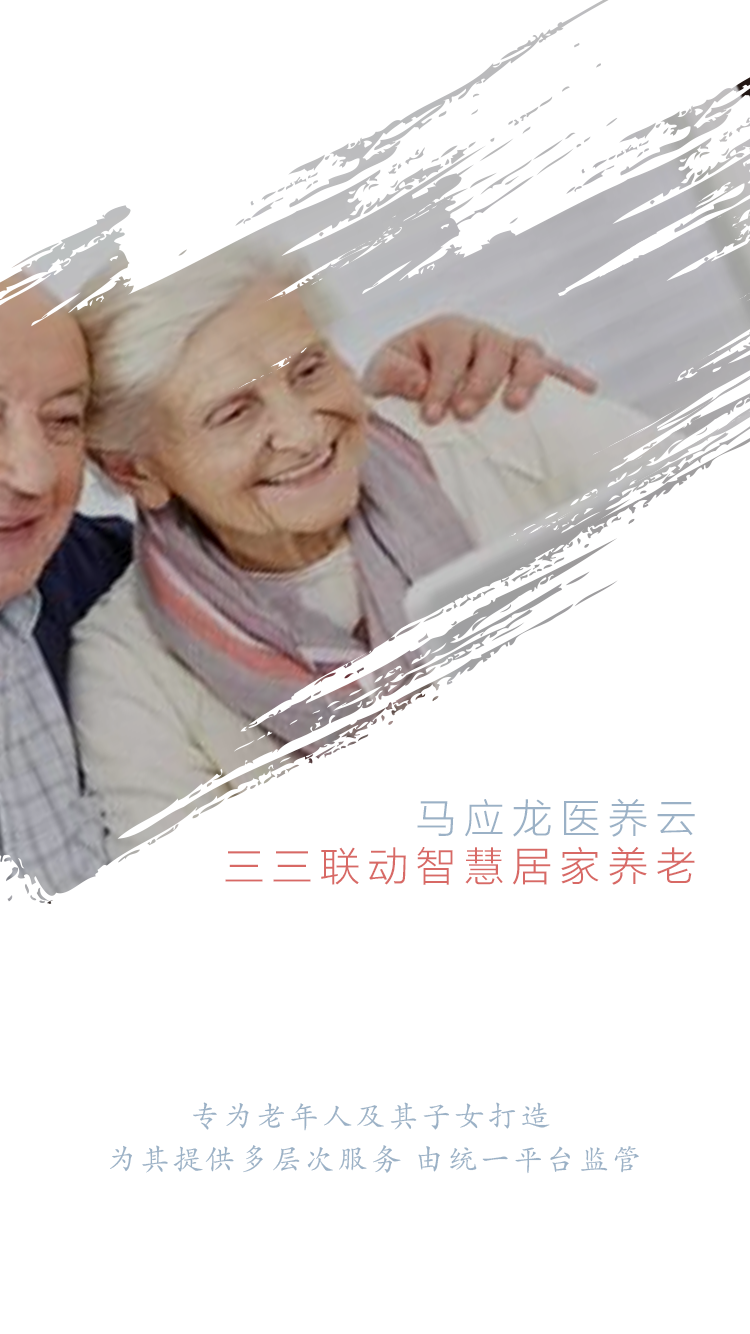 马应龙医养云
三三联动智慧居家养老
专为老年人及其子女打造
为其提供多层次服务 由统一平台监管